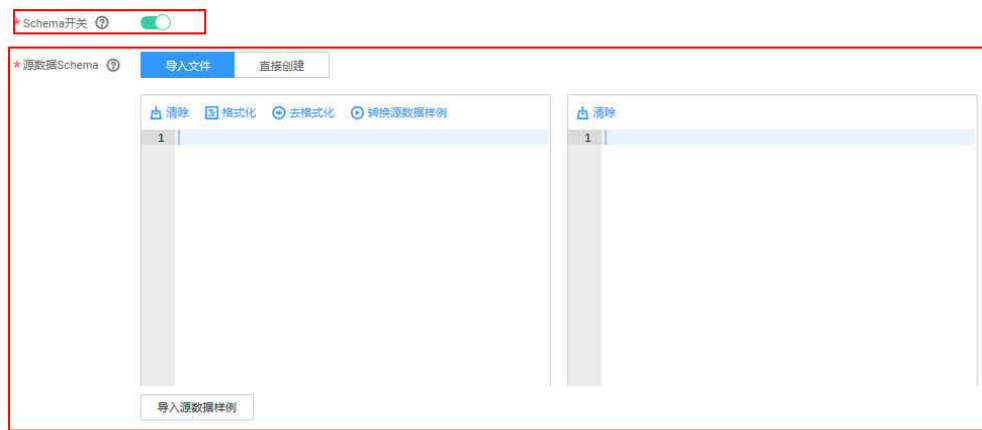 * Schema开关 ?
* 源数据Schema ? 导入文件 直接创建
清除 格式化 去格式化 转换源数据样例 清除
1 1
导入源数据样例